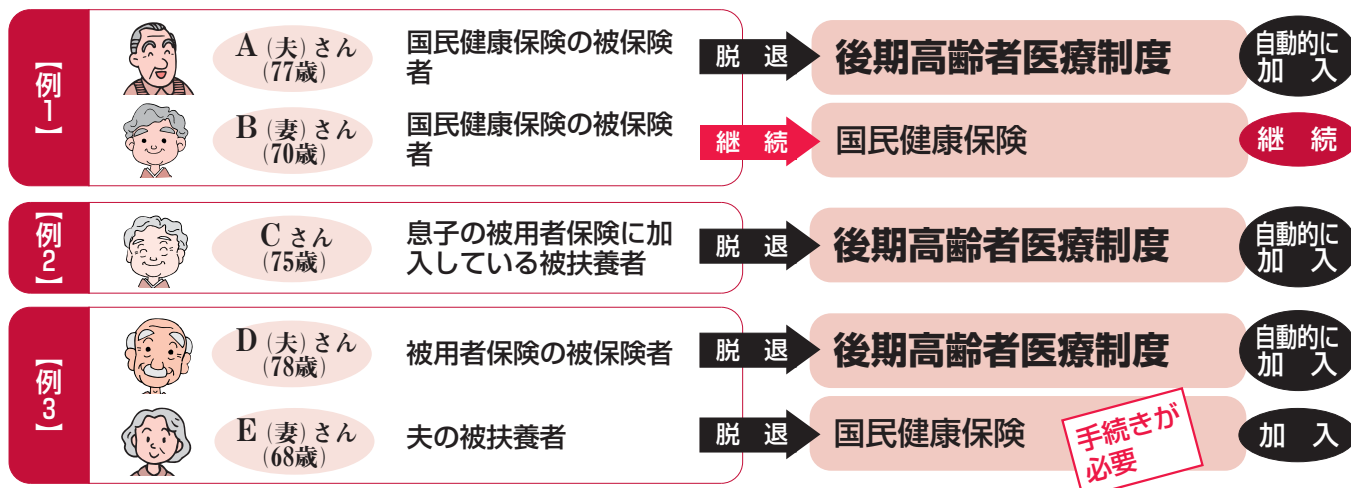 【例1】
A(夫)さん
(77歳)
国民健康保険の被保険
者
脱 退
後期高齢者医療制度
自動的に
加 入
B(妻)さん
(70歳)
国民健康保険の被保険
者
継 続
国民健康保険
継 続
【例2】
C さん
(75歳)
息子の被用者保険に加
入している被扶養者
脱 退
後期高齢者医療制度
自動的に
加 入
【例3】
D(夫)さん
(78歳)
被用者保険の被保険者
脱 退
後期高齢者医療制度
自動的に
加 入
E(妻)さん
(68歳)
夫の被扶養者
脱 退
国民健康保険
手続きが
必要
加 入